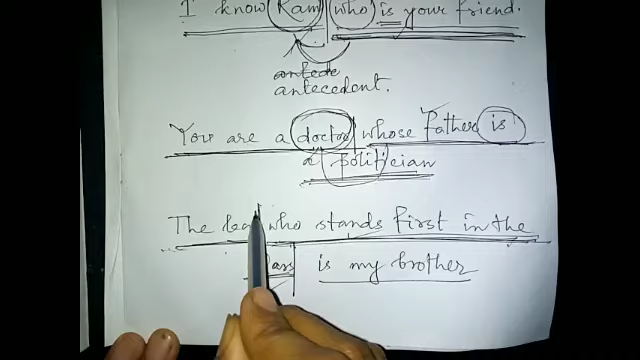 I know Ram who is your friend.
antede
antecedent.
You are a doctor whose father is
a politician
The who stands first in the
is my brother